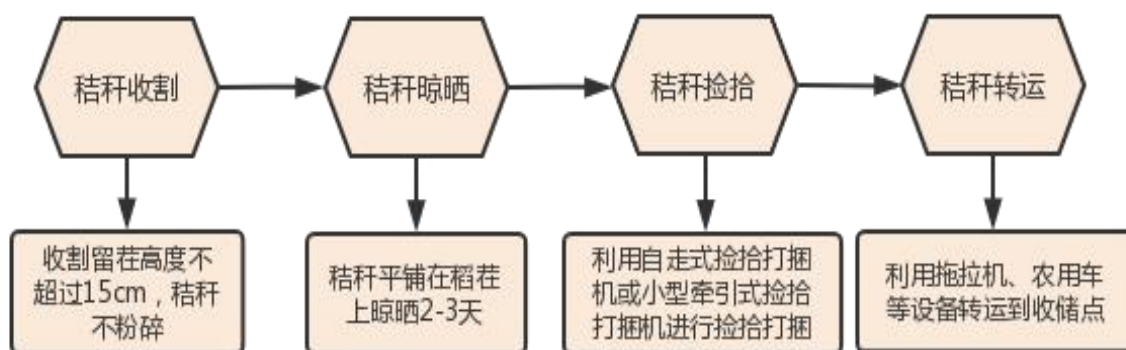 秸秆收割
秸秆晾晒
秸秆捡拾
秸秆转运
收割留茬高度不
超过15cm，秸秆
不粉碎
秸秆平铺在稻茬
上晾晒2-3天
利用自走式捡拾打捆
机或小型牵引式捡拾
打捆机进行捡拾打捆
利用拖拉机、农用车
等设备转运到收储点